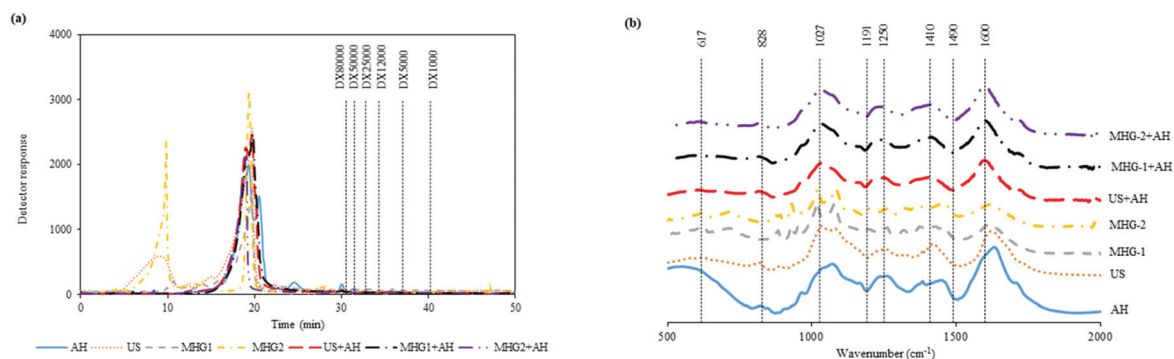 (a)
4000
3000
2000
1000
0
Detector response
0 10 20 30 40 50
Time (min)
DX80000
DX50000
DX25000
DX12000
DX5000
DX1000
AH US MHG1 MHG2 US+AH MHG1+AH MHG2+AH
(b)
617
828
1027
1191
1250
1410
1490
1600
MHG-2+AH
MHG-1+AH
US+AH
MHG-2
MHG-1
US
AH
500 1000 1500 2000
Wavenumber (cm⁻¹)